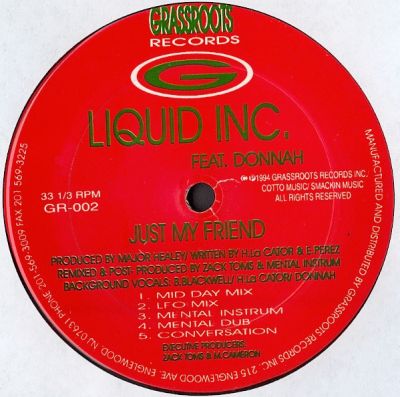 GRASSROOTS
RECORDS
G
LIQUID INC.
FEAT. DONNAH
33 1/3 RPM
GR-002
℗©1994 GRASSROOTS RECORDS INC.
COTTO MUSIC/ SMACKIN MUSIC
ALL RIGHTS RESERVED
JUST MY FRIEND
PRODUCED BY MAJOR HEALEY/ WRITTEN BY H.La CATOR & E PEREZ
REMIXED & POST- PRODUCED BY ZACK TOMS & MENTAL INSTRUM
BACKGROUND VOCALS: B.BLACKWELL/ H.La CATOR/ DONNAH
1. MID DAY MIX
2. LFO MIX
3. MENTAL INSTRUM
4. MENTAL DUB
5. CONVERSATION
EXECUTIVE PRODUCERS:
ZACK TOMS & M.CAMERON
MANUFACTURED AND DISTRIBUTED BY GRASSROOTS RECORDS INC. 215 ENGLEWOOD AVE. ENGLEWOOD, NJ 07631 PHONE 201-569-3009 FAX 201 569-3225